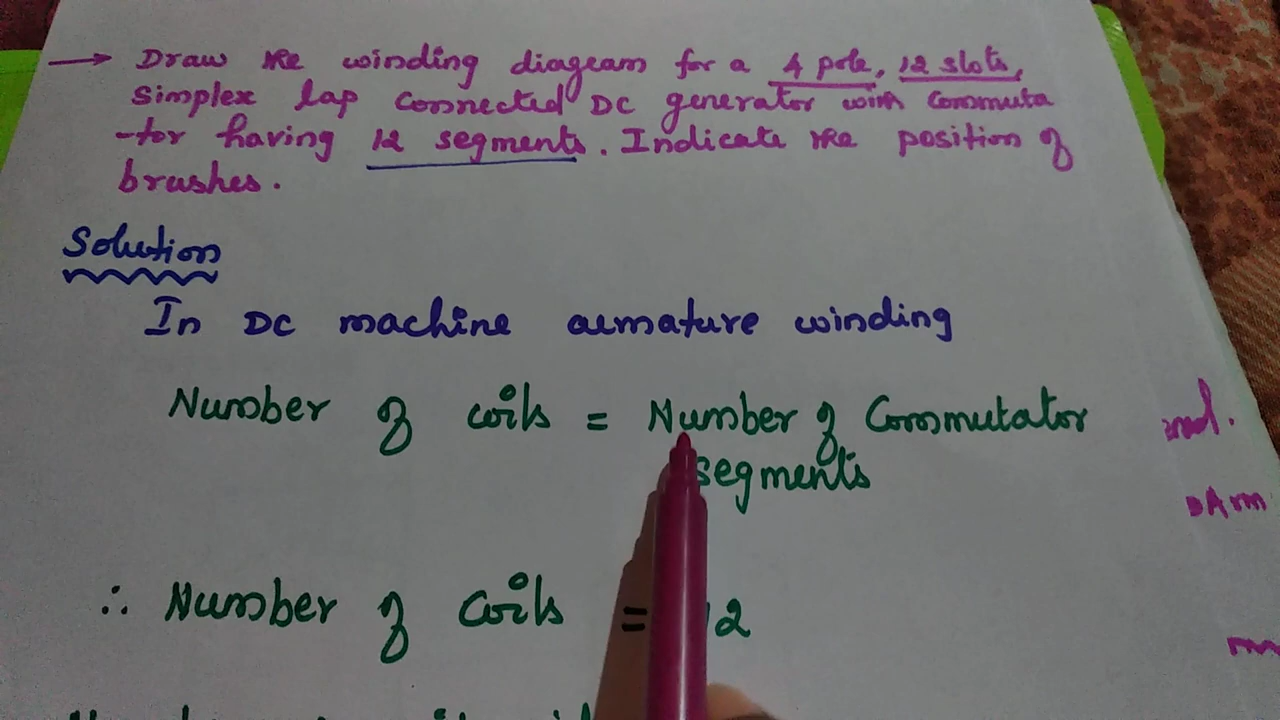 → Draw the winding diagram for a 4 pole, 12 slots,
simplex lap connected DC generator with commuta
-tor having 12 segments. Indicate the position of
brushes.
Solution
In DC machine armature winding
Number of coils = Number of Commutator
segments
∴ Number of coils = 12